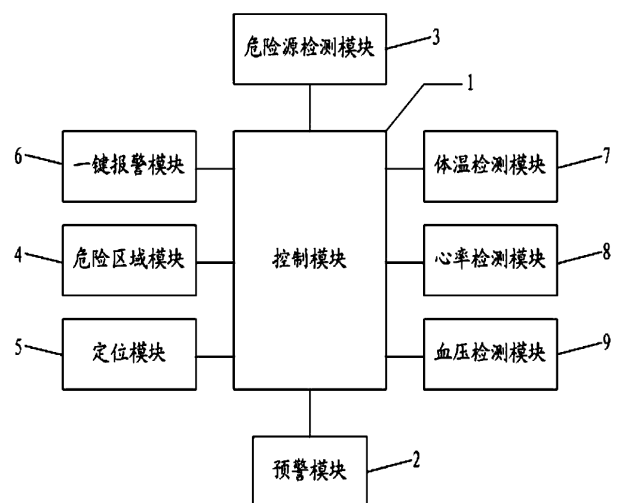 危险源检测模块
3
1
6
一键报警模块
体温检测模块
7
4
危险区域模块
控制模块
心率检测模块
8
5
定位模块
血压检测模块
9
预警模块
2